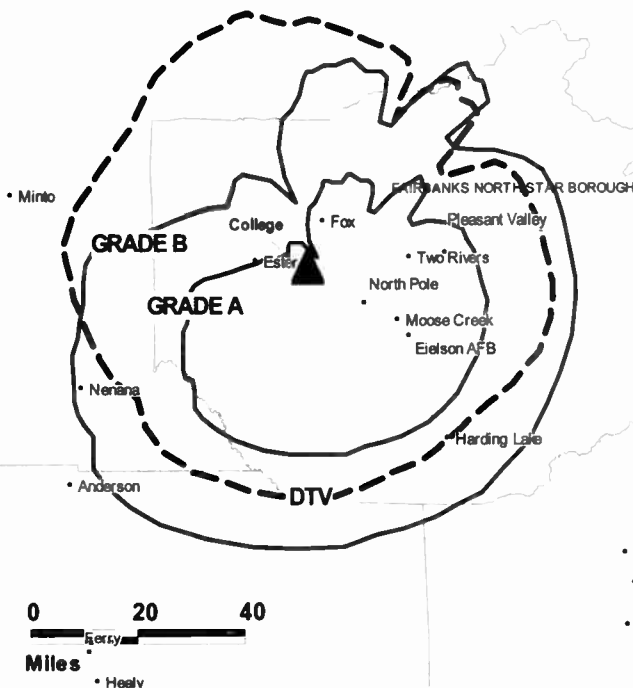 Minto
FAIRBANKS NORTH STAR BOROUGH
College
Fox
Pleasant Valley
GRADE B
Ester
Two Rivers
North Pole
GRADE A
Moose Creek
Eielson AFB
Nenana
Harding Lake
Anderson
DTV
0 20 40
Ferry
Miles
Healy